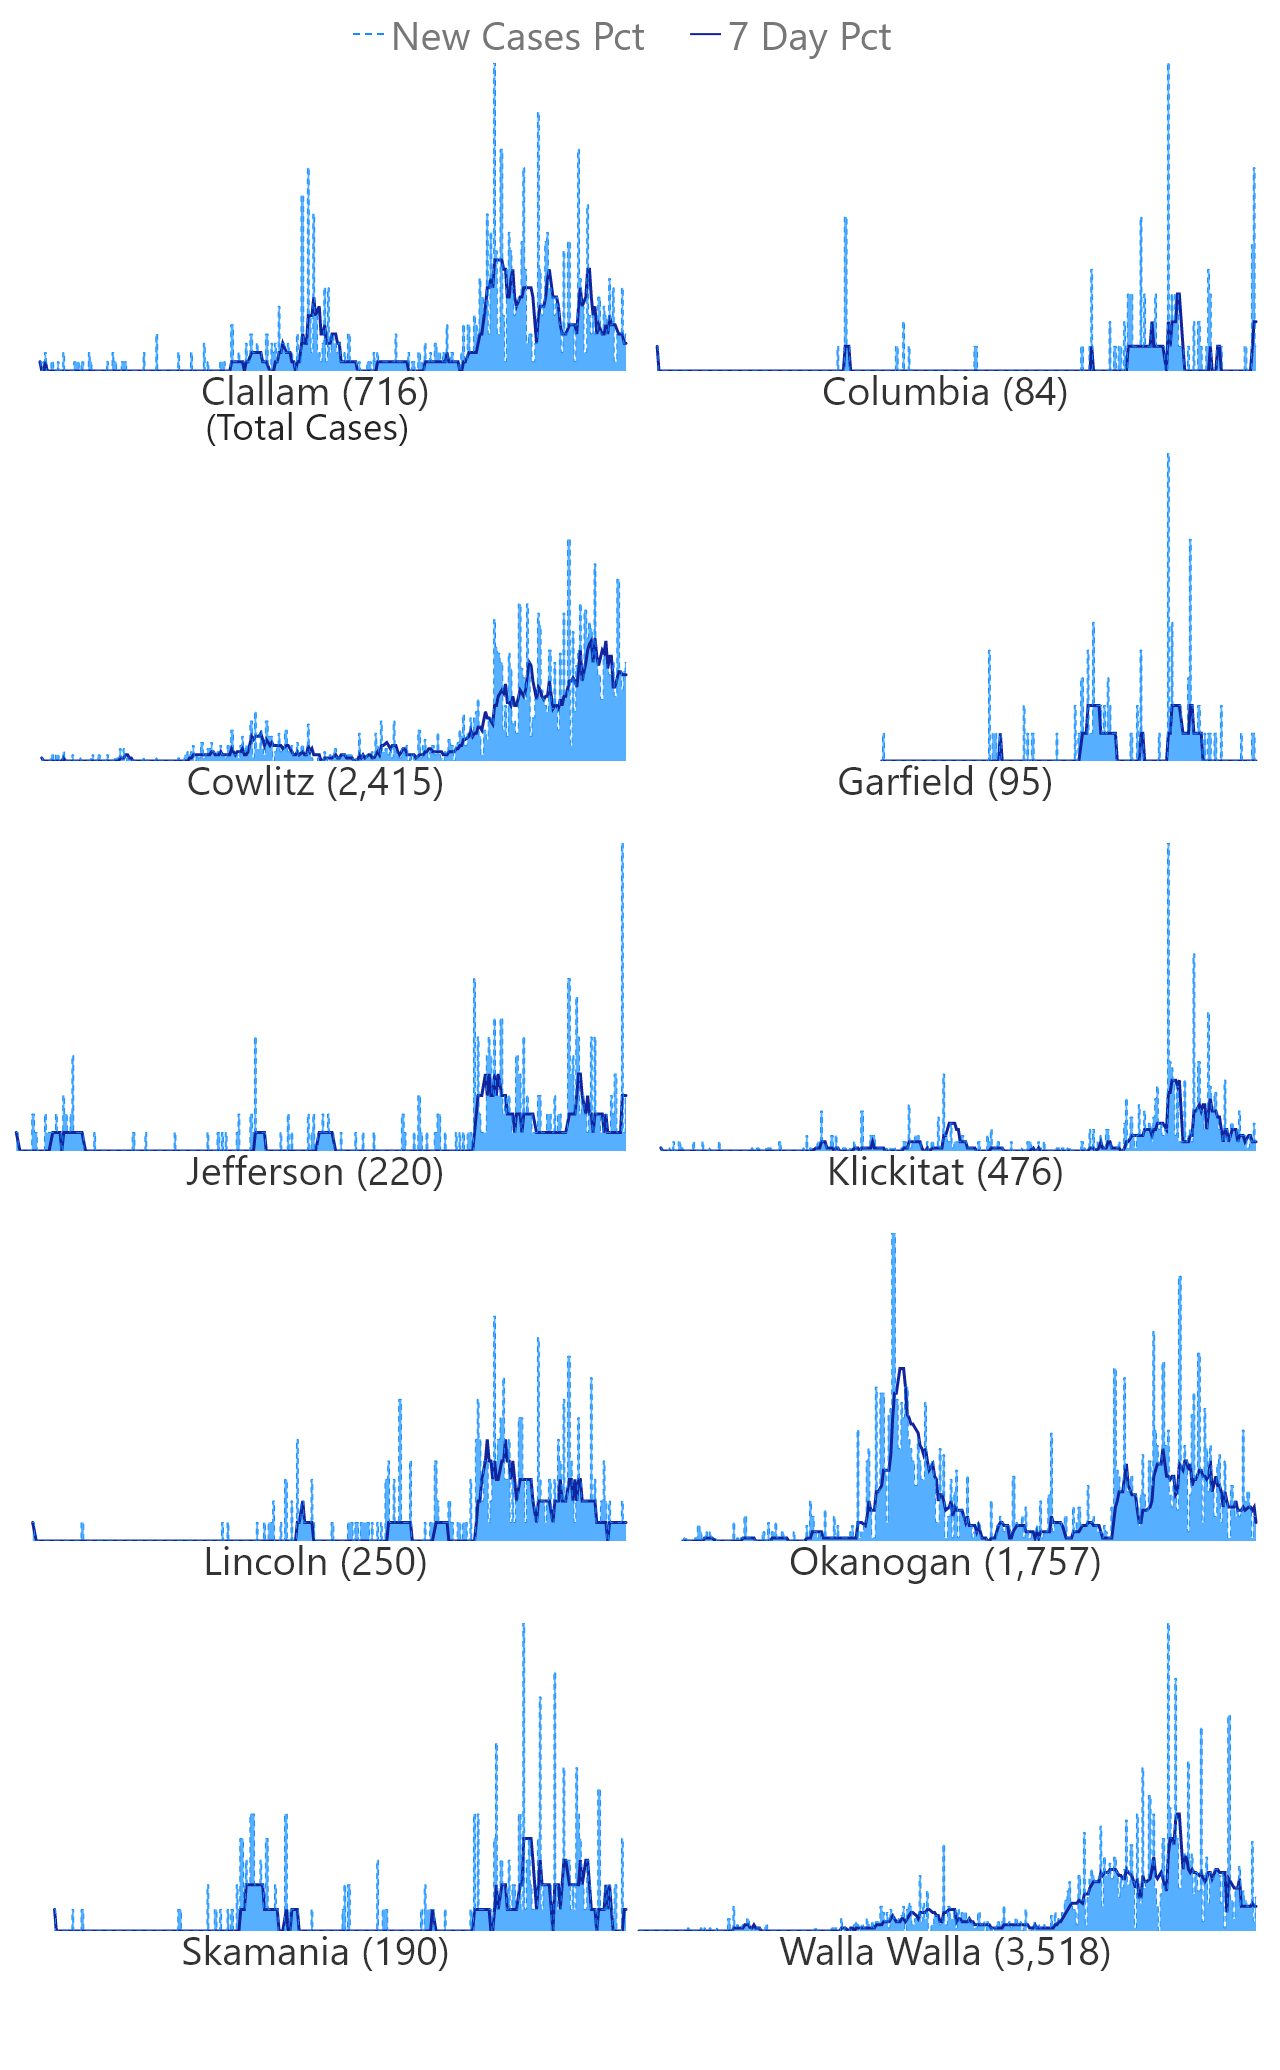 New Cases Pct 7 Day Pct
Clallam (716) Columbia (84)
(Total Cases)
Cowlitz (2,415) Garfield (95)
Jefferson (220) Klickitat (476)
Lincoln (250) Okanogan (1,757)
Skamania (190) Walla Walla (3,518)